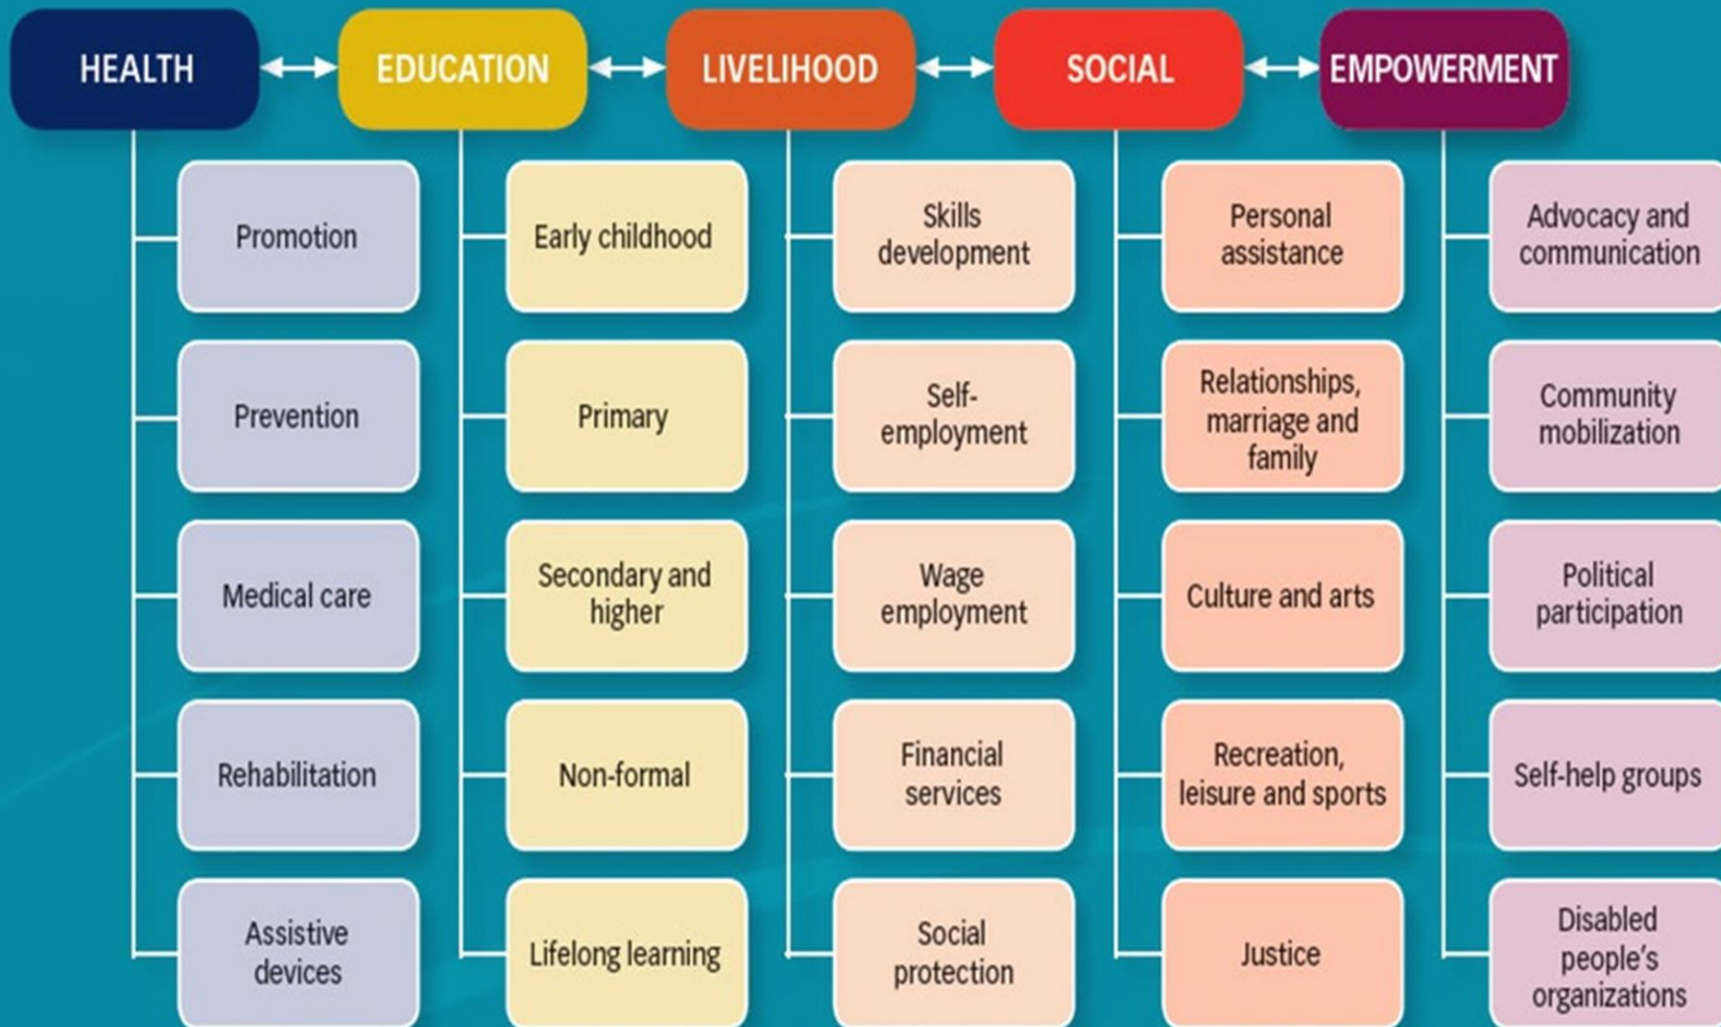 HEALTH
EDUCATION
LIVELIHOOD
SOCIAL
EMPOWERMENT
Promotion
Prevention
Medical care
Rehabilitation
Assistive
devices
Early childhood
Primary
Secondary and
higher
Non-formal
Lifelong learning
Skills
development
Self-
employment
Wage
employment
Financial
services
Social
protection
Personal
assistance
Relationships,
marriage and
family
Culture and arts
Recreation,
leisure and sports
Justice
Advocacy and
communication
Community
mobilization
Political
participation
Self-help groups
Disabled
people’s
organizations